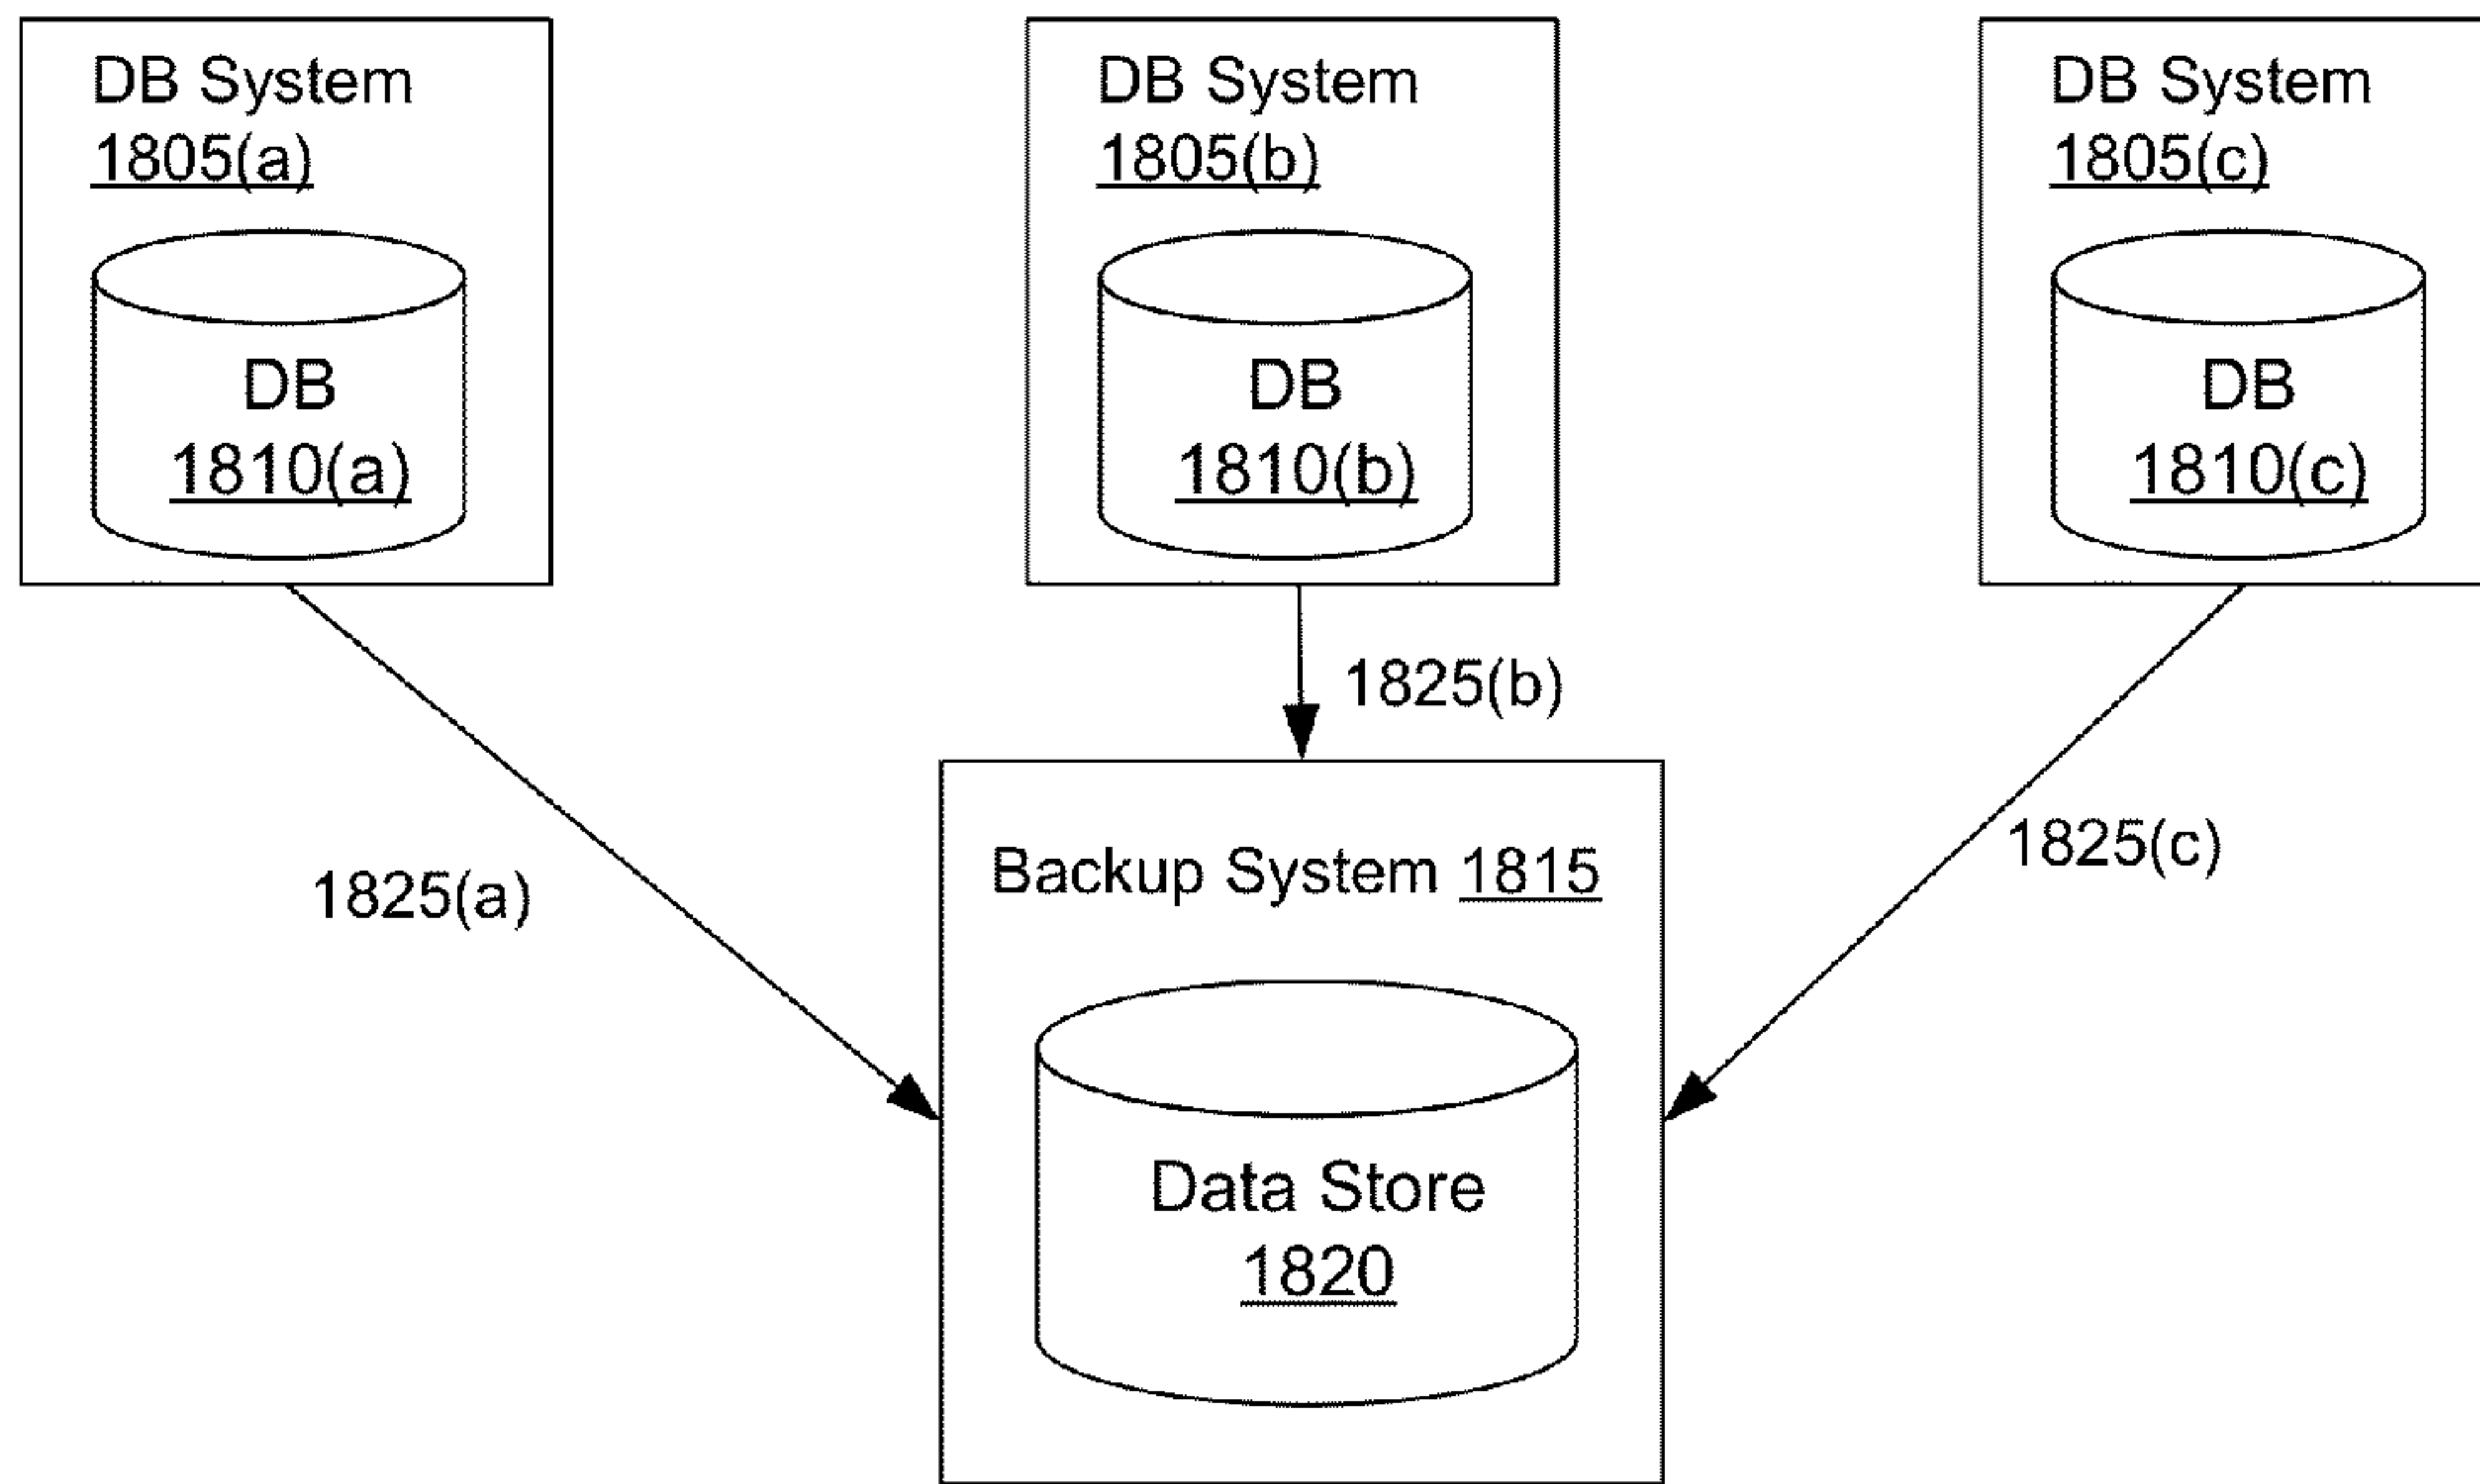 DB System
1805(a)
DB
1810(a)
DB System
1805(b)
DB
1810(b)
DB System
1805(c)
DB
1810(c)
1825(a)
1825(b)
1825(c)
Backup System 1815
Data Store
1820